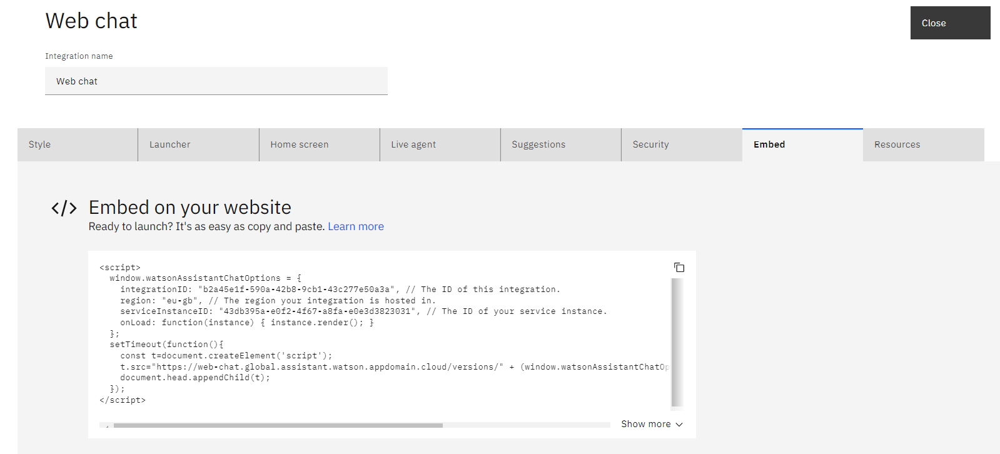 Web chat
Close
Integration name
Web chat
Style
Launcher
Home screen
Live agent
Suggestions
Security
Embed
Resources
</> Embed on your website
Ready to launch? It's as easy as copy and paste. Learn more
<script>
window.watsonAssistantChatOptions = {
integrationID: "b2a45e1f-590a-42b8-9cb1-43c277e50a3a", // The ID of this integration.
region: "eu-gb", // The region your integration is hosted in.
serviceInstanceID: "43db395a-e0f2-4f67-a8fa-e0e3d3823031", // The ID of your service instance.
onLoad: function(instance) { instance.render(); }
};
setTimeout(function(){
const t=document.createElement('script');
t.src="https://web-chat.global.assistant.watson.appdomain.cloud/versions/" + (window.watsonAssistantChatOp
document.head.appendChild(t);
});
</script>
Show more